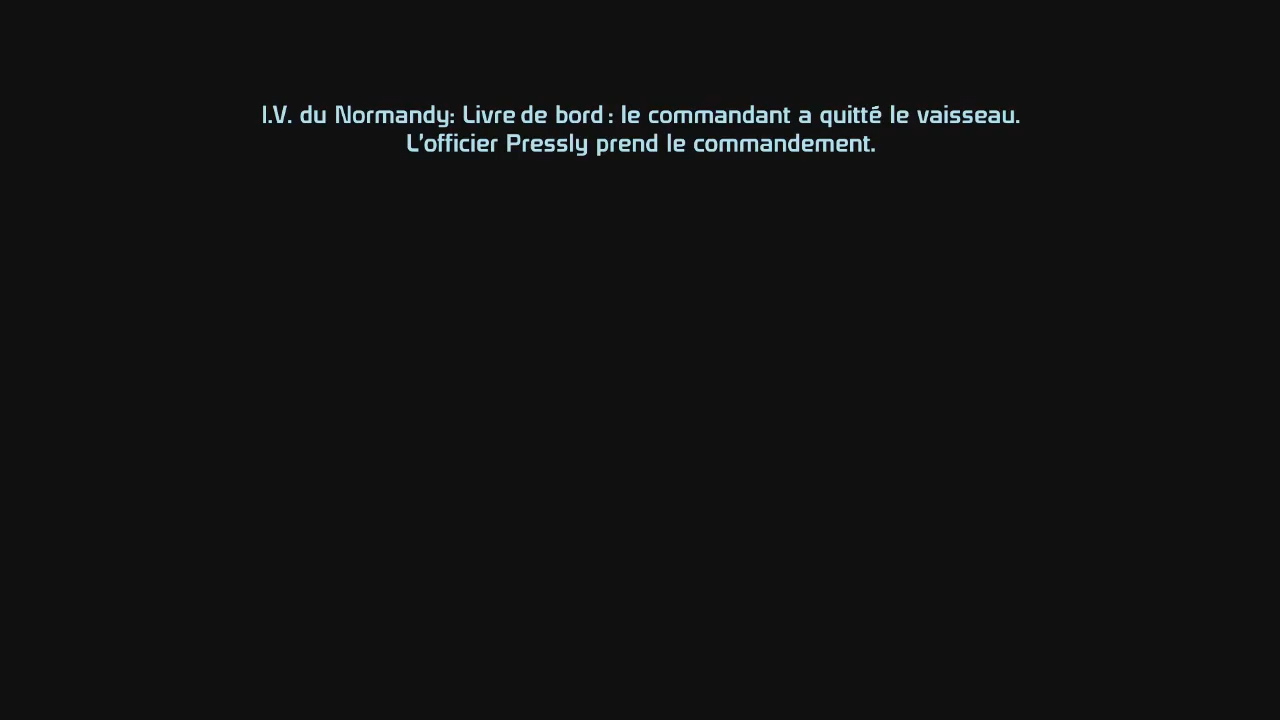 I.V. du Normandy: Livre de bord : le commandant a quitté le vaisseau.
L'officier Pressly prend le commandement.